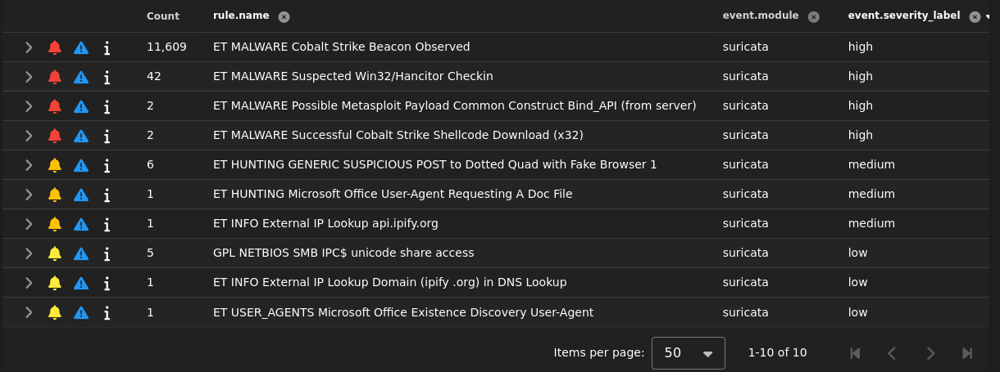 Count rule.name event.module event.severity_label
11,609 ET MALWARE Cobalt Strike Beacon Observed suricata high
42 ET MALWARE Suspected Win32/Hancitor Checkin suricata high
2 ET MALWARE Possible Metasploit Payload Common Construct Bind_API (from server) suricata high
2 ET MALWARE Successful Cobalt Strike Shellcode Download (x32) suricata high
6 ET HUNTING GENERIC SUSPICIOUS POST to Dotted Quad with Fake Browser 1 suricata medium
1 ET HUNTING Microsoft Office User-Agent Requesting A Doc File suricata medium
1 ET INFO External IP Lookup api.ipify.org suricata medium
5 GPL NETBIOS SMB IPC$ unicode share access suricata low
1 ET INFO External IP Lookup Domain (ipify .org) in DNS Lookup suricata low
1 ET USER_AGENTS Microsoft Office Existence Discovery User-Agent suricata low
Items per page: 50 1-10 of 10